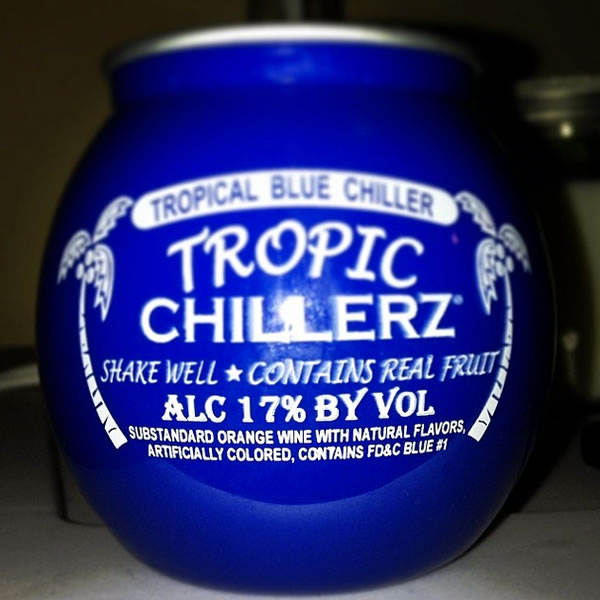 TROPICAL BLUE CHILLER
TROPIC
CHILLERZ®
SHAKE WELL ★ CONTAINS REAL FRUIT
ALC 17% BY VOL
SUBSTANDARD ORANGE WINE WITH NATURAL FLAVORS,
ARTIFICIALLY COLORED, CONTAINS FD&C BLUE #1